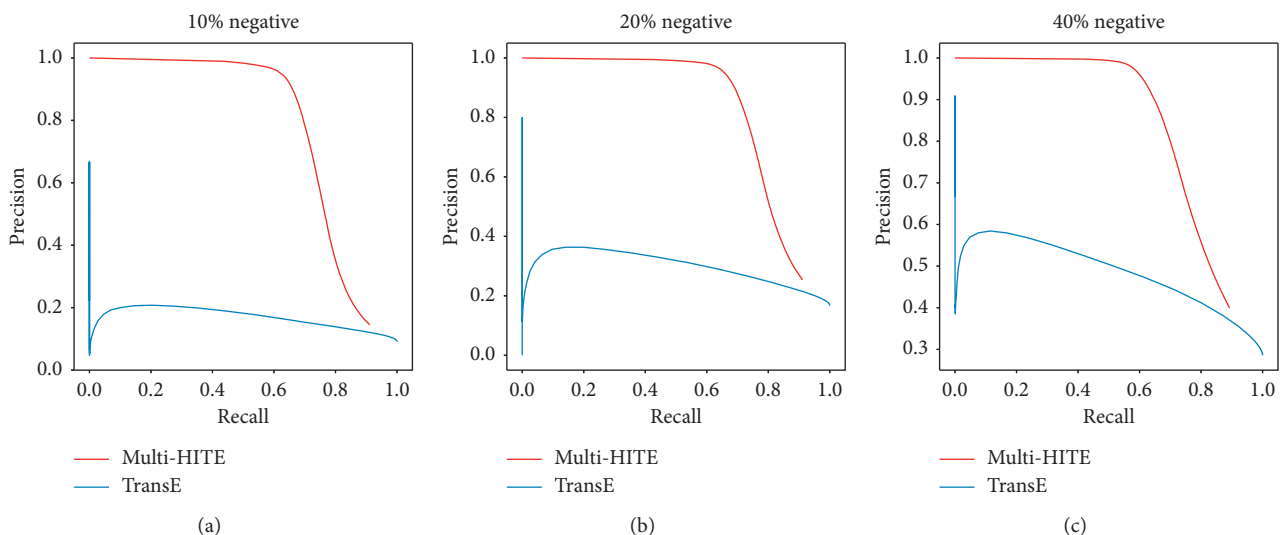 10% negative
1.0
0.8
0.6
0.4
0.2
0.0
Precision
0.0 0.2 0.4 0.6 0.8 1.0
Recall
Multi-HITE
TransE
(a)
20% negative
1.0
0.8
0.6
0.4
0.2
0.0
Precision
0.0 0.2 0.4 0.6 0.8 1.0
Recall
Multi-HITE
TransE
(b)
40% negative
1.0
0.9
0.8
0.7
0.6
0.5
0.4
0.3
Precision
0.0 0.2 0.4 0.6 0.8 1.0
Recall
Multi-HITE
TransE
(c)